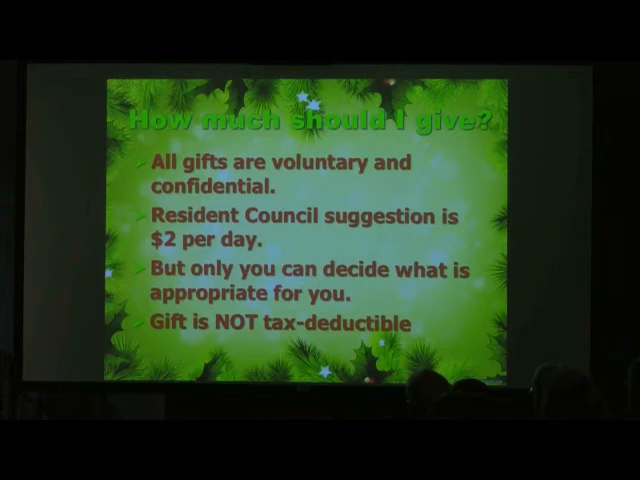 How much should I give?
All gifts are voluntary and
confidential.
Resident Council suggestion is
$2 per day.
But only you can decide what is
appropriate for you.
Gift is NOT tax-deductible